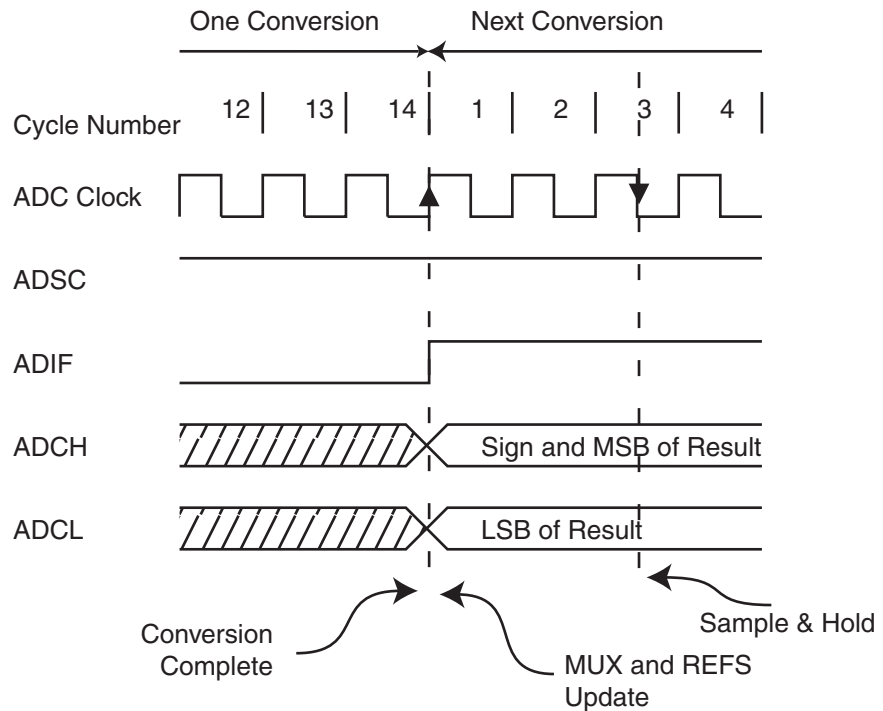 One Conversion Next Conversion
Cycle Number 12 13 14 1 2 3 4
ADC Clock
ADSC
ADIF
ADCH Sign and MSB of Result
ADCL LSB of Result
Conversion
Complete
MUX and REFS
Update
Sample & Hold